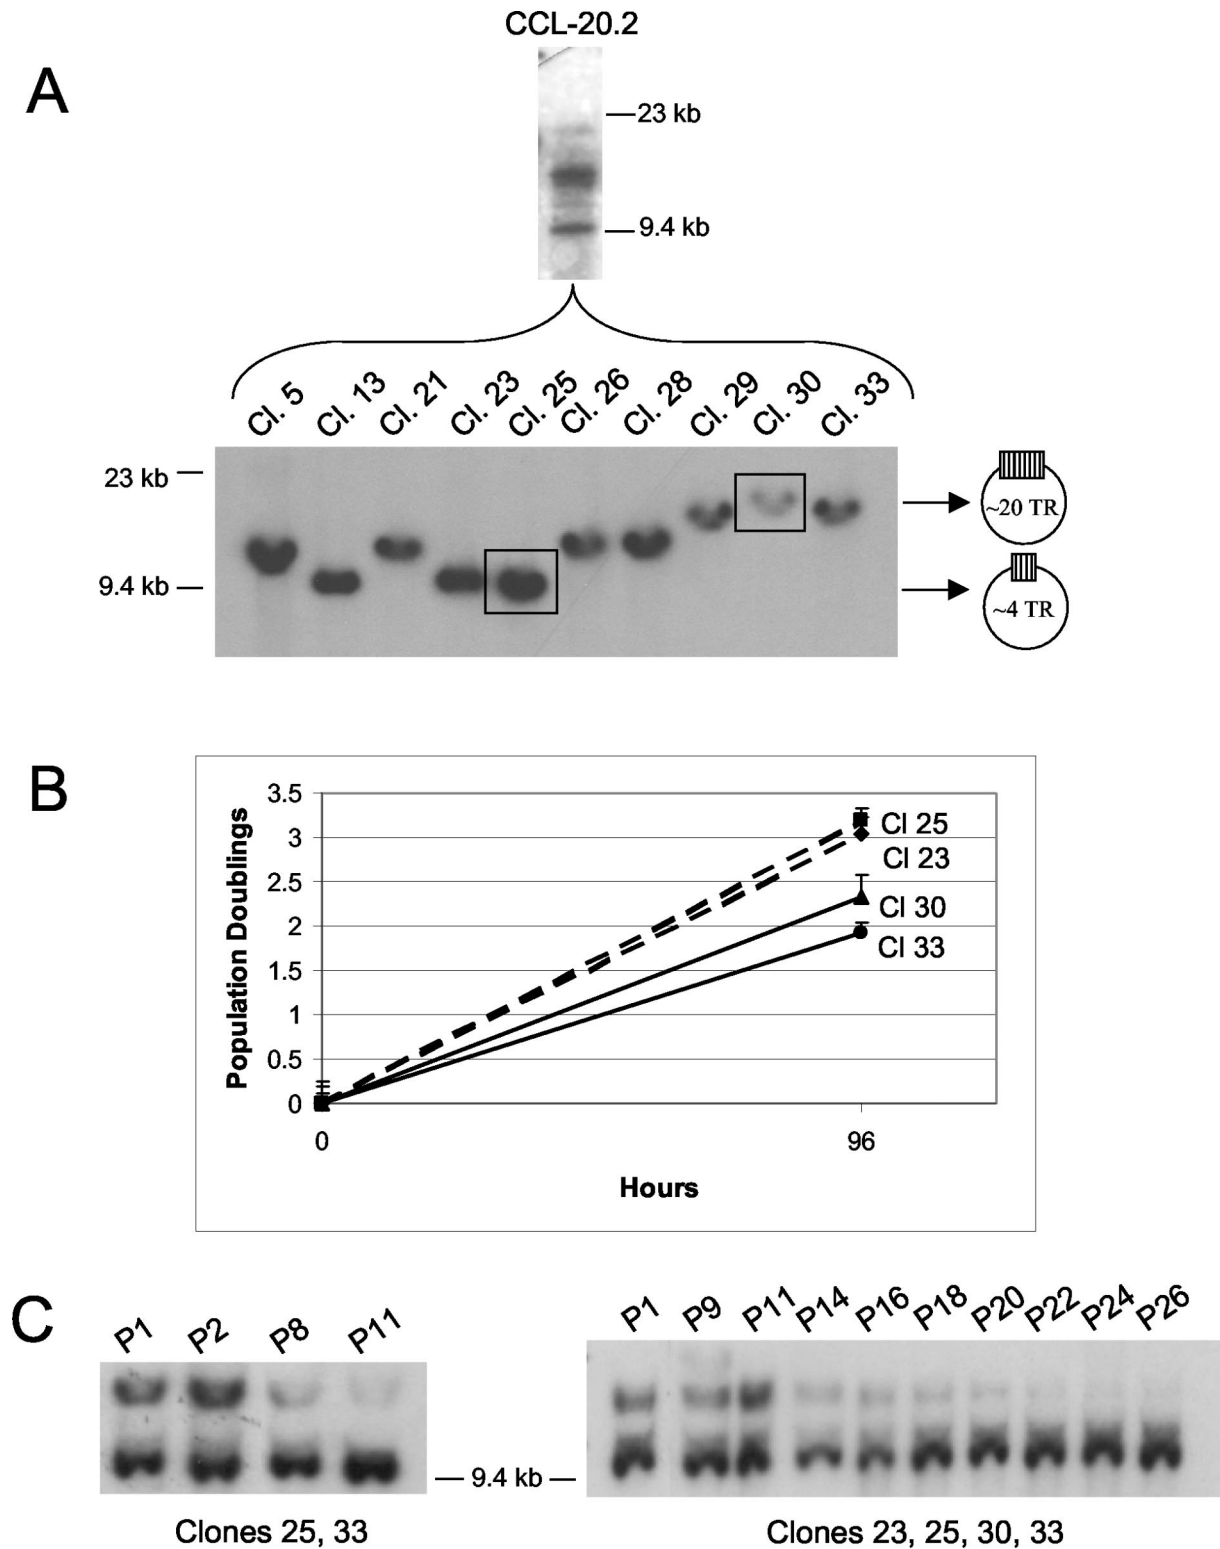 CCL-20.2
A
23 kb
9.4 kb
Cl. 5 Cl. 13 Cl. 21 Cl. 23 Cl. 25 Cl. 26 Cl. 28 Cl. 29 Cl. 30 Cl. 33
23 kb
~20 TR
9.4 kb
~4 TR
B
Population Doublings
3.5
3
2.5
2
1.5
1
0.5
0
Cl 25
Cl 23
Cl 30
Cl 33
0 96
Hours
C
P1 P2 P8 P11
P1 P9 P11 P14 P16 P18 P20 P22 P24 P26
9.4 kb
Clones 25, 33
Clones 23, 25, 30, 33